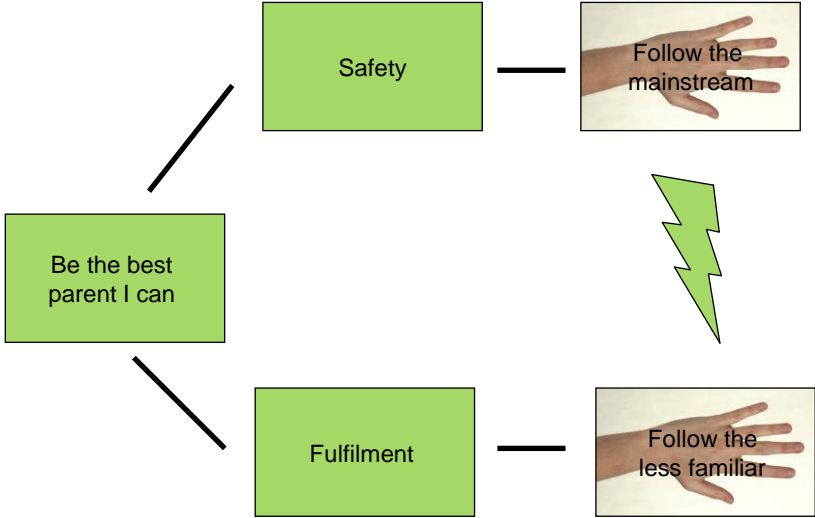 Safety
Follow the
mainstream
Be the best
parent I can
Fulfilment
Follow the
less familiar